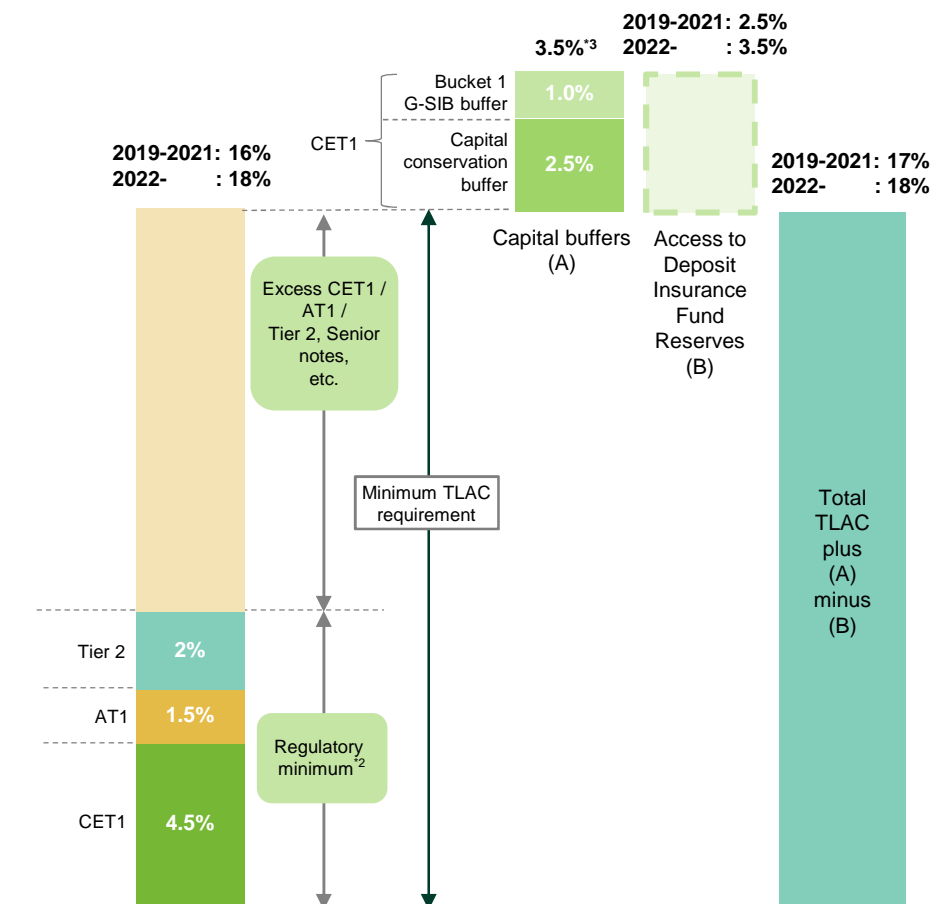 2019-2021: 2.5%
2022- : 3.5%
3.5%*3
Bucket 1
G-SIB buffer
1.0%
CET1
Capital
conservation
buffer
2.5%
2019-2021: 16%
2022- : 18%
2019-2021: 17%
2022- : 18%
Capital buffers
(A)
Access to
Deposit
Insurance
Fund
Reserves
(B)
Excess CET1 /
AT1 /
Tier 2, Senior
notes,
etc.
Minimum TLAC
requirement
Total
TLAC
plus
(A)
minus
(B)
Tier 2
2%
AT1
1.5%
Regulatory
minimum*2
CET1
4.5%